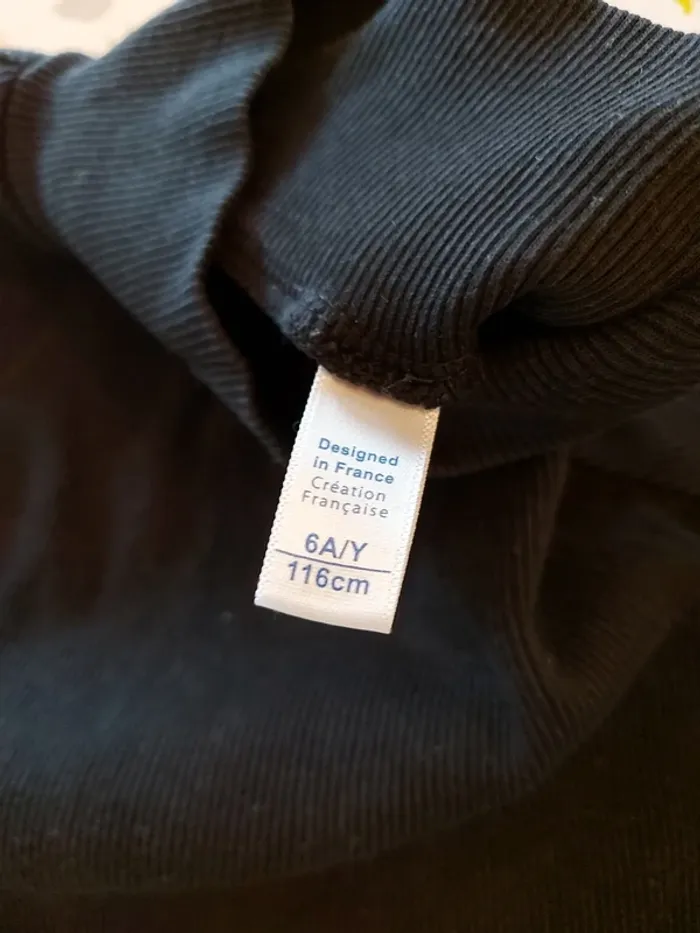 Designed
in France
Création
Française
6A/Y
116cm